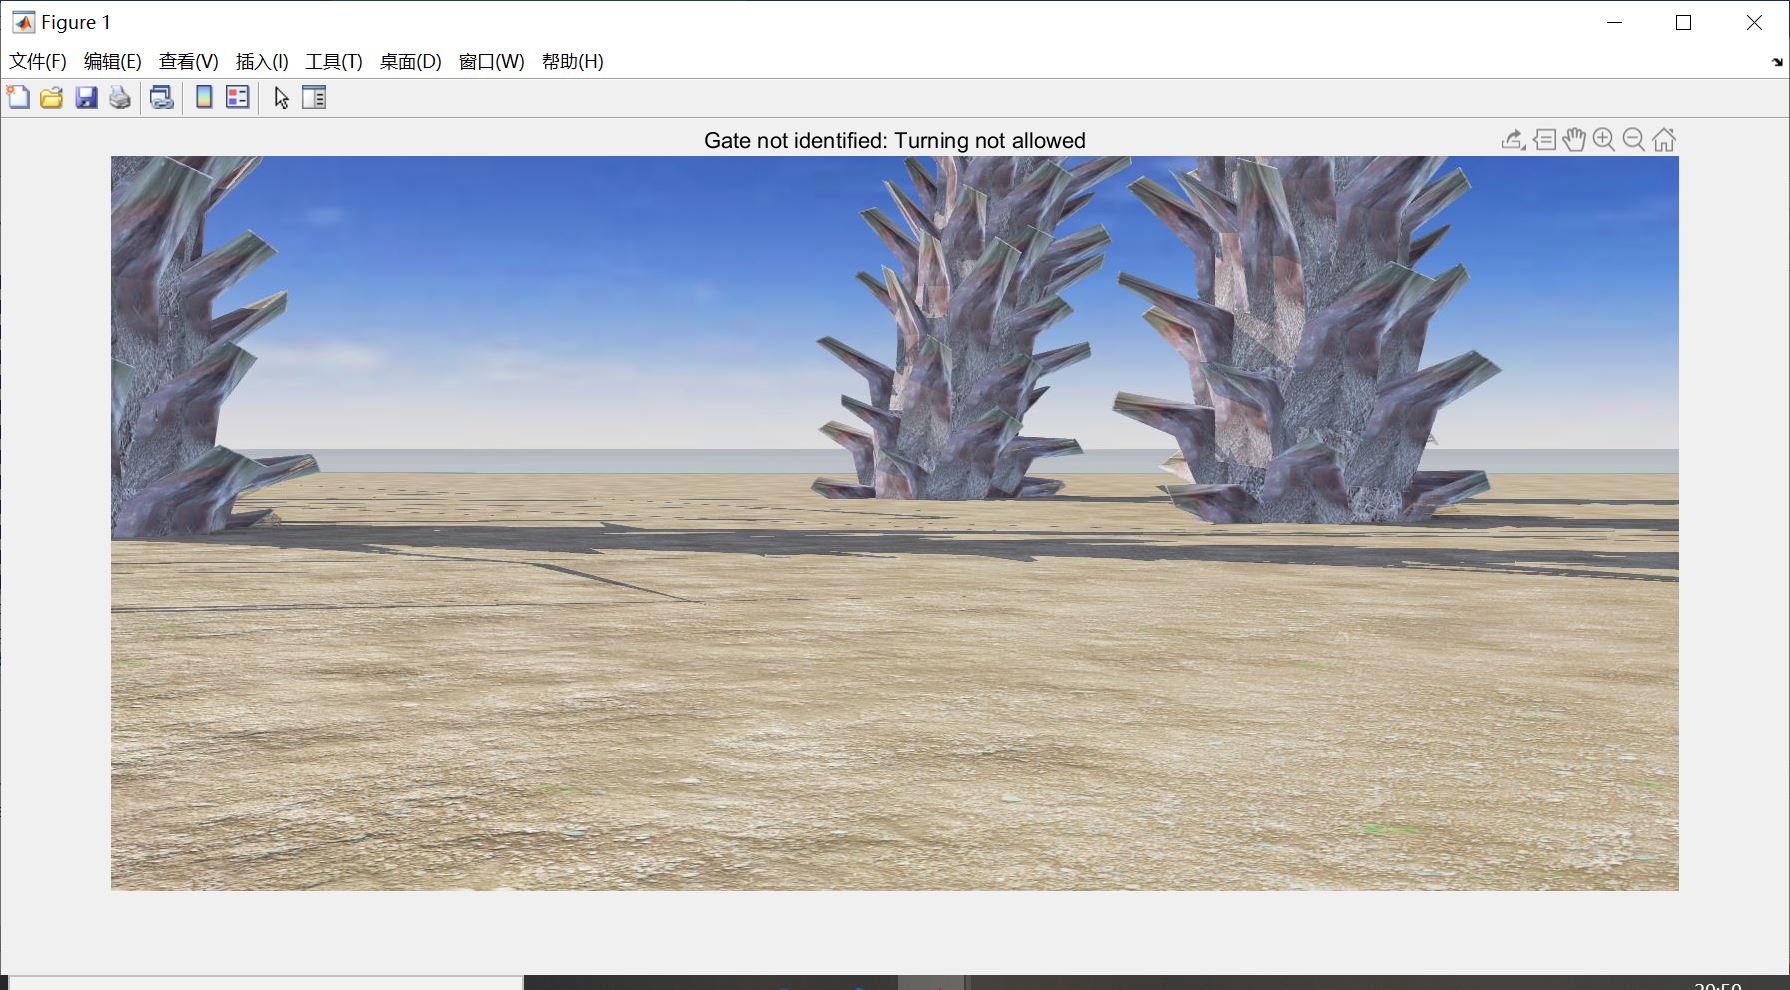 Figure 1
文件(F) 编辑(E) 查看(V) 插入(I) 工具(T) 桌面(D) 窗口(W) 帮助(H)
Gate not identified: Turning not allowed